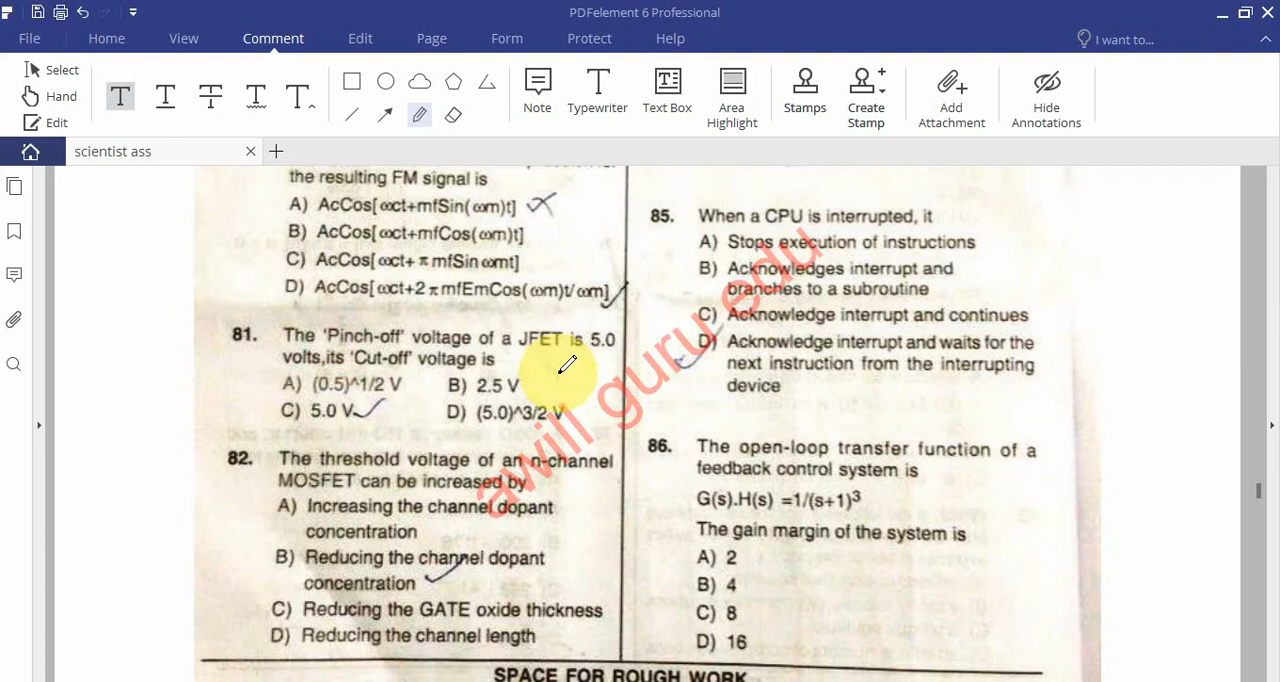 PDFelement 6 Professional
File Home View Comment Edit Page Form Protect Help I want to...
Select
Hand
Edit
Note Typewriter Text Box Area Highlight Stamps Create Stamp Add Attachment Hide Annotations
scientist ass
the resulting FM signal is
A) AcCos[ωct+mfSin(ωm)t]
B) AcCos[ωct+mfCos(ωm)t]
C) AcCos[ωct+ π mfSin ωmt]
D) AcCos[ωct+2 π mfEmCos(ωm)t/ωm]
81. The 'Pinch-off' voltage of a JFET is 5.0
volts,its 'Cut-off' voltage is
A) (0.5)^1/2 V B) 2.5 V
C) 5.0 V D) (5.0)^3/2 V
82. The threshold voltage of an n-channel
MOSFET can be increased by
A) Increasing the channel dopant
concentration
B) Reducing the channel dopant
concentration
C) Reducing the GATE oxide thickness
D) Reducing the channel length
85. When a CPU is interrupted, it
A) Stops execution of instructions
B) Acknowledges interrupt and
branches to a subroutine
C) Acknowledge interrupt and continues
D) Acknowledge interrupt and waits for the
next instruction from the interrupting
device
86. The open-loop transfer function of a
feedback control system is
G(s).H(s) =1/(s+1)³
The gain margin of the system is
A) 2
B) 4
C) 8
D) 16
SPACE FOR ROUGH WORK
awill guru edu